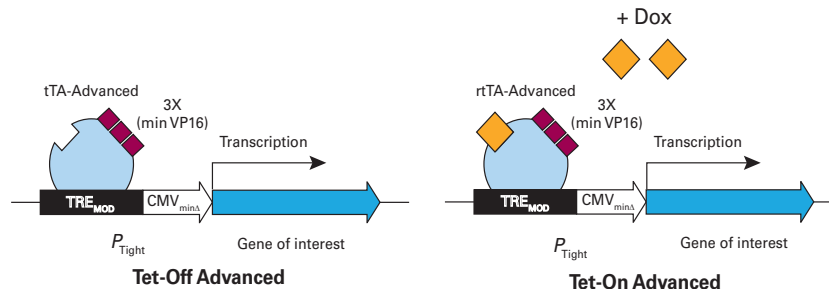 tTA-Advanced
3X
(min VP16)
Transcription
TREMOD
CMVminΔ
PTight
Gene of interest
Tet-Off Advanced
+ Dox
rtTA-Advanced
3X
(min VP16)
Transcription
TREMOD
CMVminΔ
PTight
Gene of interest
Tet-On Advanced